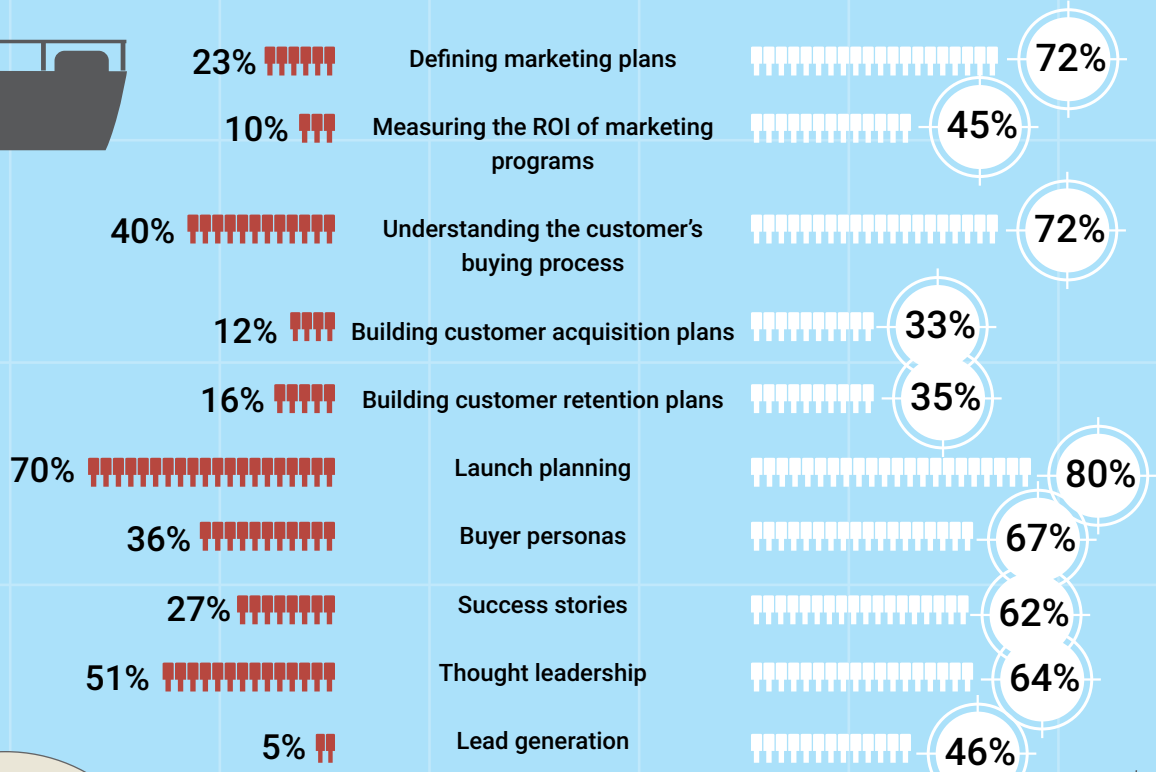 23% Defining marketing plans 72%
10% Measuring the ROI of marketing 45%
programs
40% Understanding the customer’s 72%
buying process
12% Building customer acquisition plans 33%
16% Building customer retention plans 35%
70% Launch planning 80%
36% Buyer personas 67%
27% Success stories 62%
51% Thought leadership 64%
5% Lead generation 46%